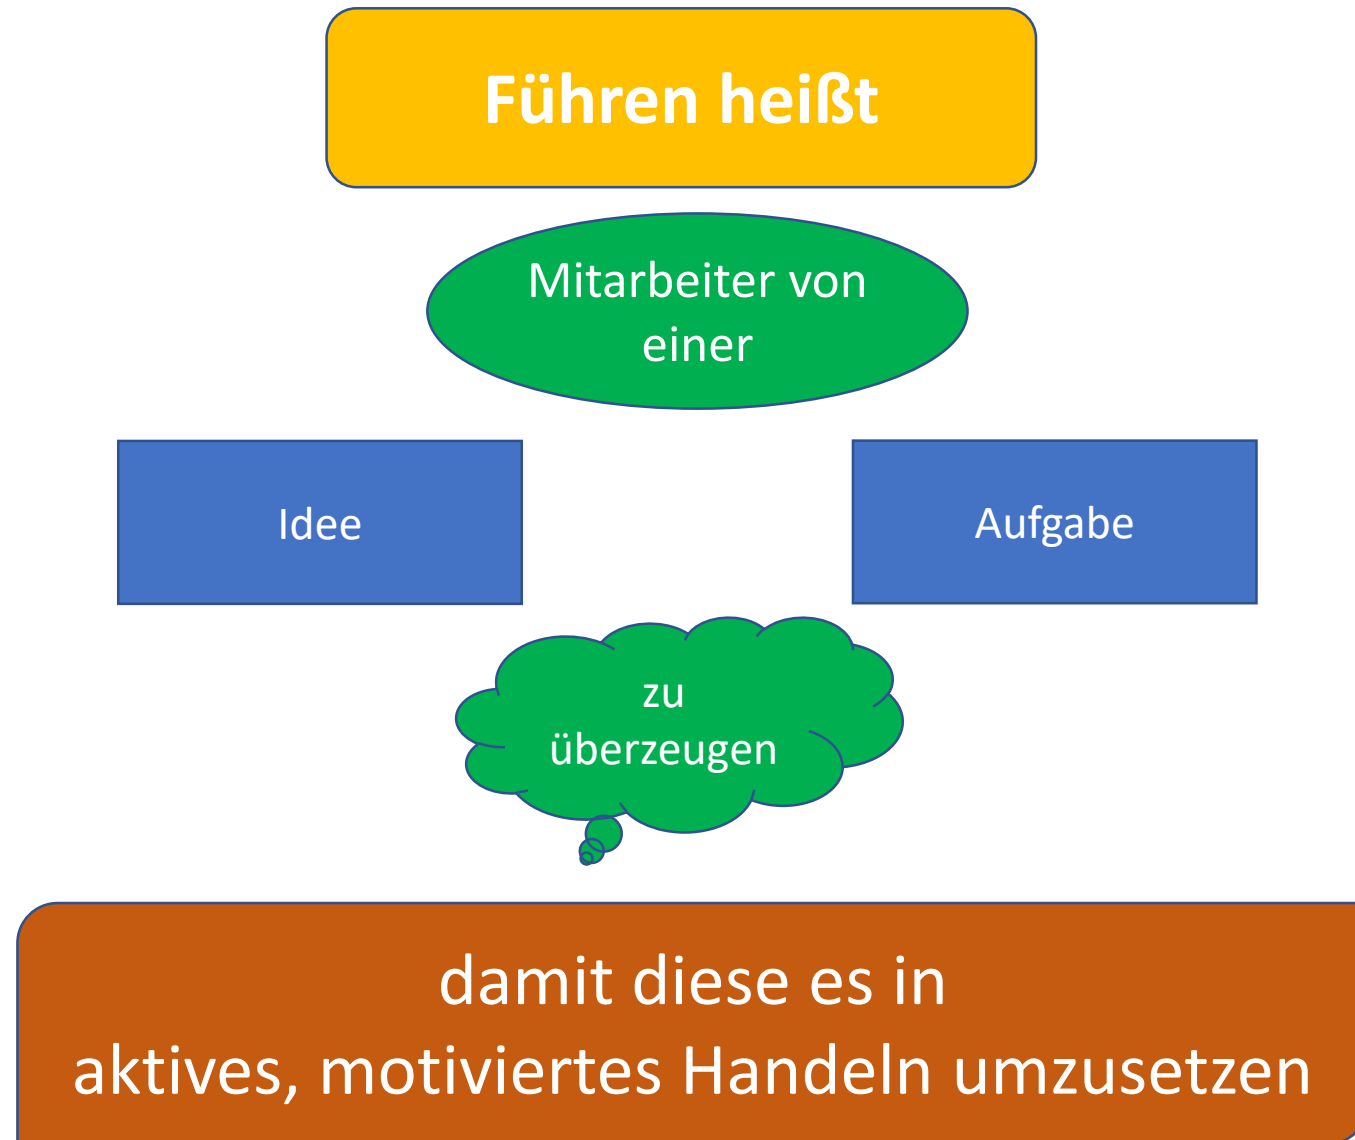 Führen heißt
Mitarbeiter von
einer
Idee
Aufgabe
zu
überzeugen
damit diese es in
aktives, motiviertes Handeln umzusetzen